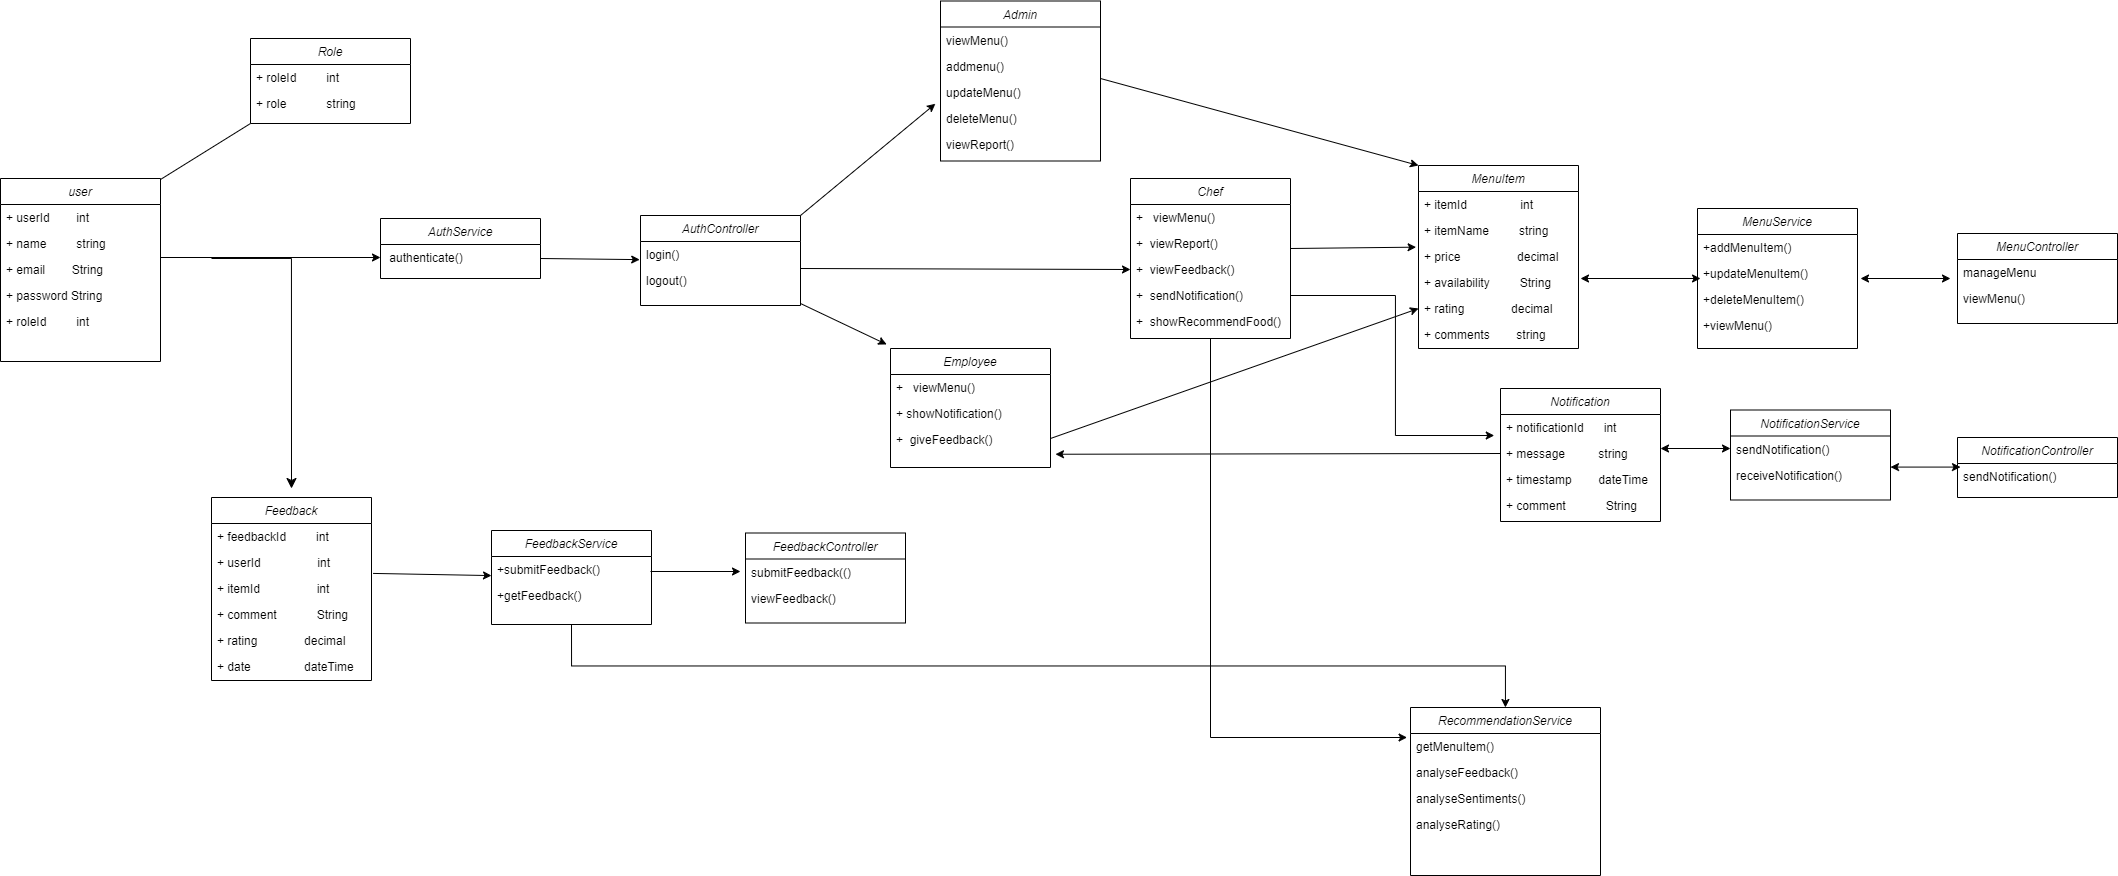 Admin
viewMenu()
addmenu()
updateMenu()
deleteMenu()
viewReport()
Role
+ roleId int
+ role string
user
+ userId int
+ name string
+ email String
+ password String
+ roleId int
AuthService
authenticate()
AuthController
login()
logout()
Chef
+ viewMenu()
+ viewReport()
+ viewFeedback()
+ sendNotification()
+ showRecommendFood()
MenuItem
+ itemId int
+ itemName string
+ price decimal
+ availability String
+ rating decimal
+ comments string
MenuService
+addMenuItem()
+updateMenuItem()
+deleteMenuItem()
+viewMenu()
MenuController
manageMenu
viewMenu()
Employee
+ viewMenu()
+ showNotification()
+ giveFeedback()
Notification
+ notificationId int
+ message string
+ timestamp dateTime
+ comment String
NotificationService
sendNotification()
receiveNotification()
NotificationController
sendNotification()
Feedback
+ feedbackId int
+ userId int
+ itemId int
+ comment String
+ rating decimal
+ date dateTime
FeedbackService
+submitFeedback()
+getFeedback()
FeedbackController
submitFeedback(()
viewFeedback()
RecommendationService
getMenuItem()
analyseFeedback()
analyseSentiments()
analyseRating()